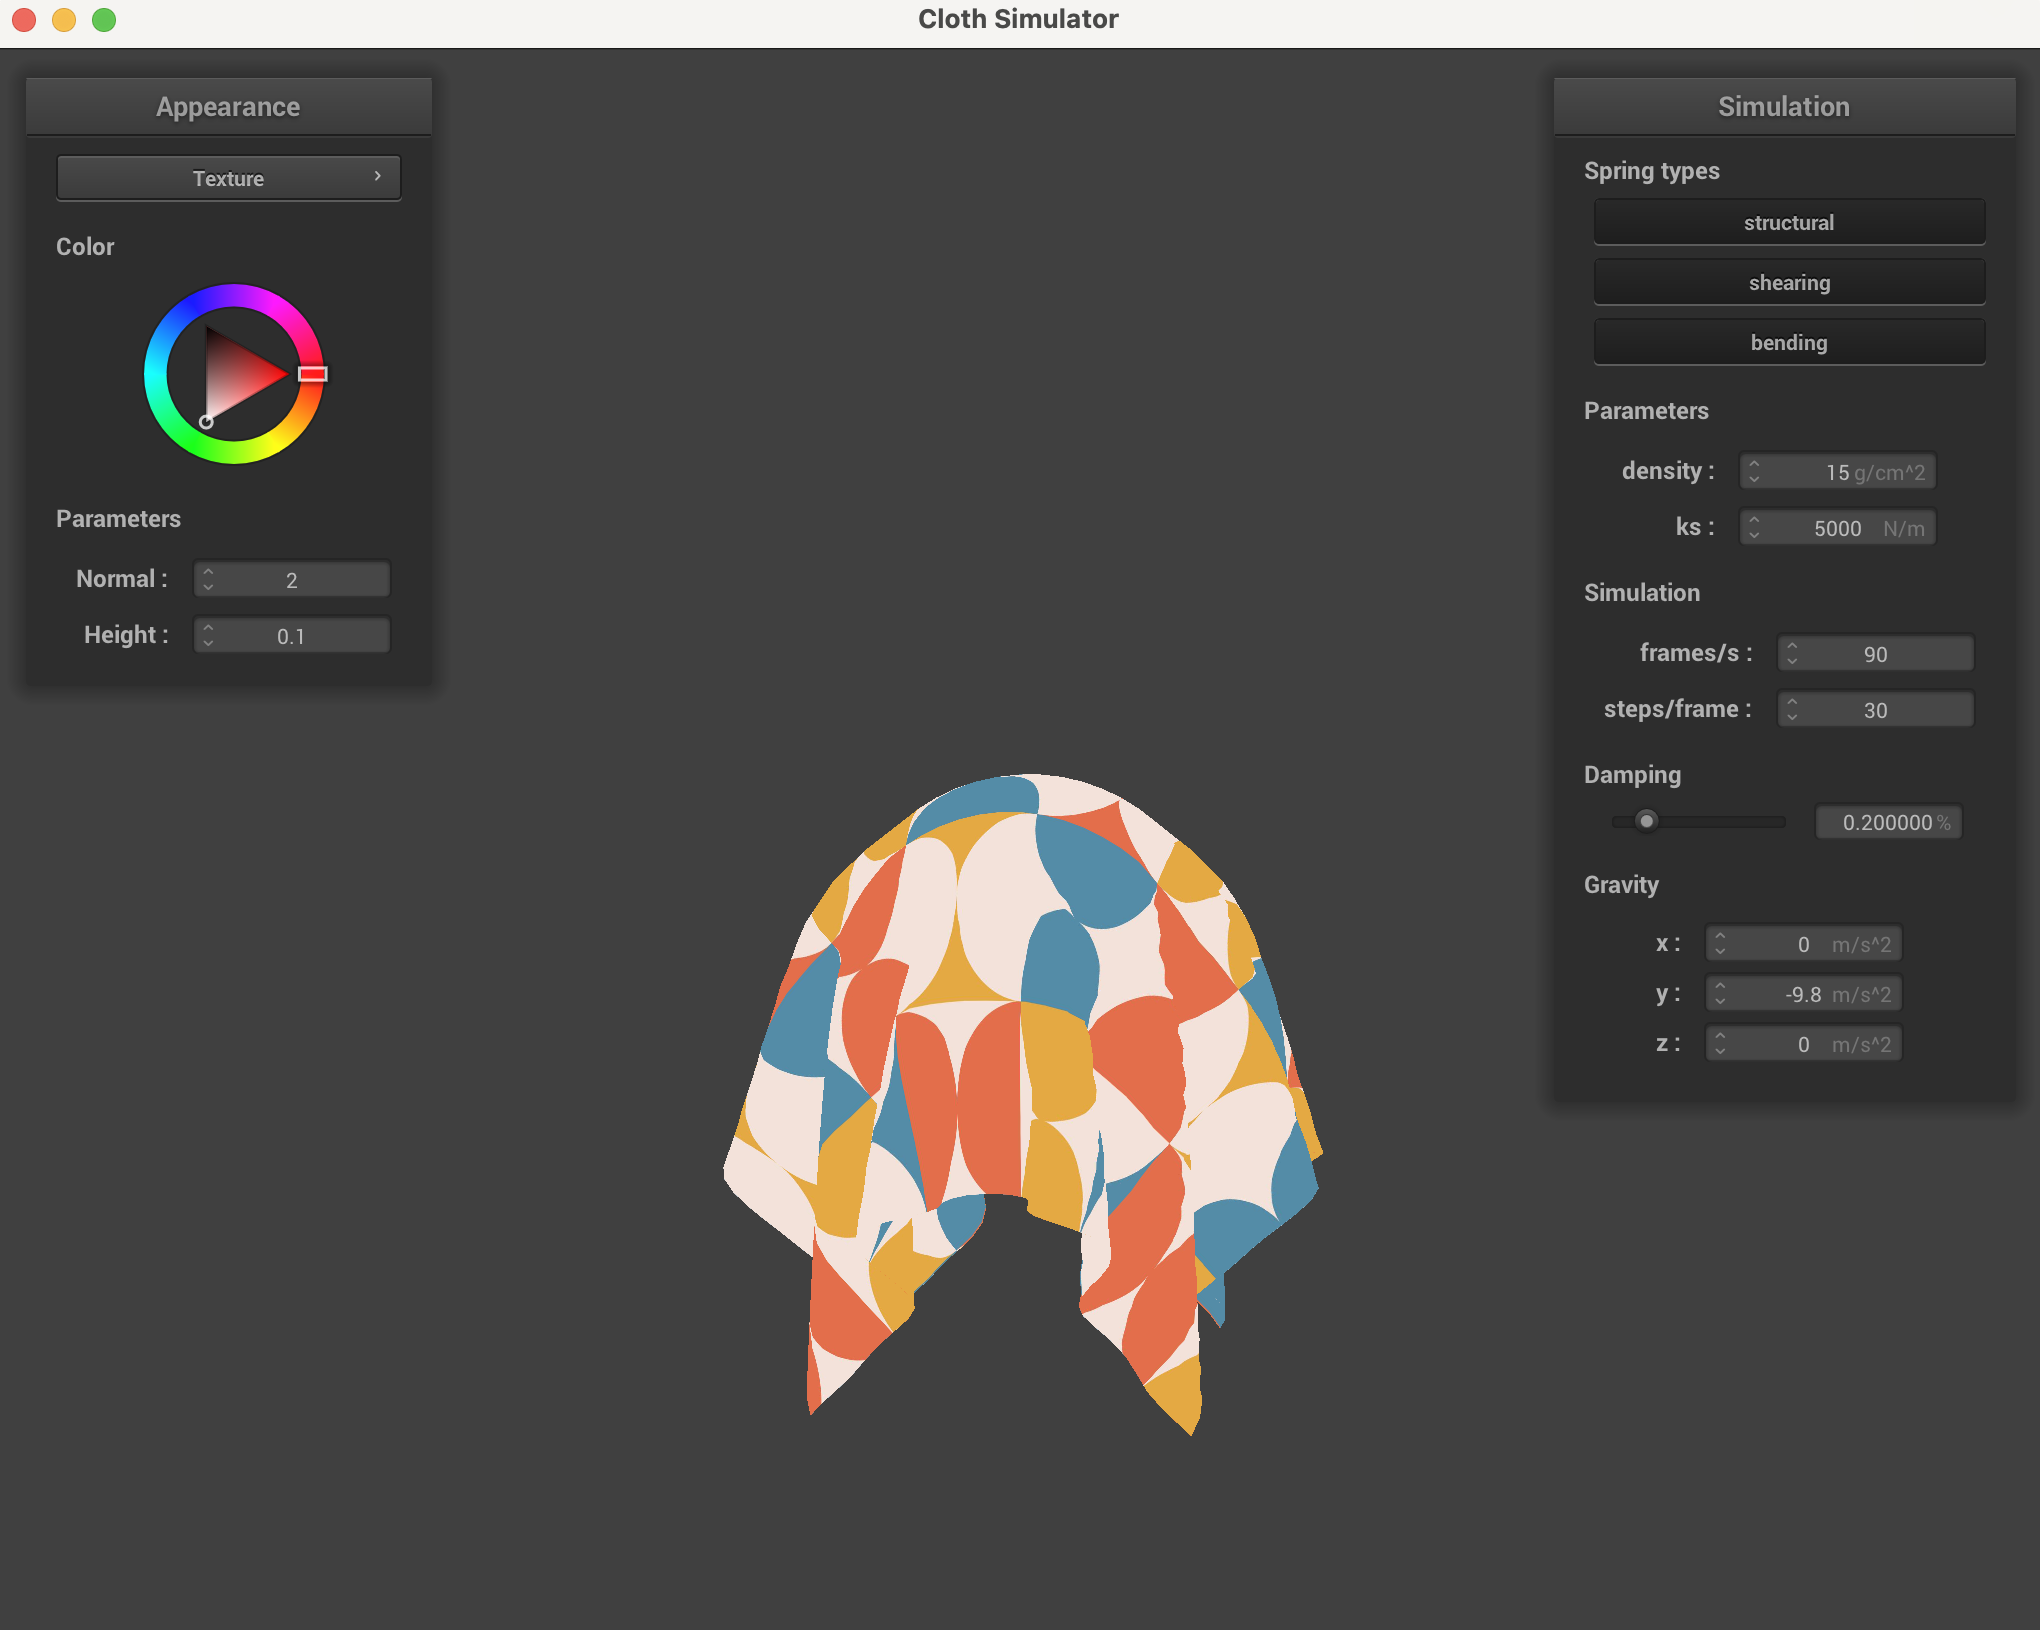 Cloth Simulator
Appearance
Texture
Color
Parameters
Normal : 2
Height : 0.1
Simulation
Spring types
structural
shearing
bending
Parameters
density : 15 g/cm^2
ks : 5000 N/m
Simulation
frames/s : 90
steps/frame : 30
Damping
0.200000 %
Gravity
x : 0 m/s^2
y : -9.8 m/s^2
z : 0 m/s^2